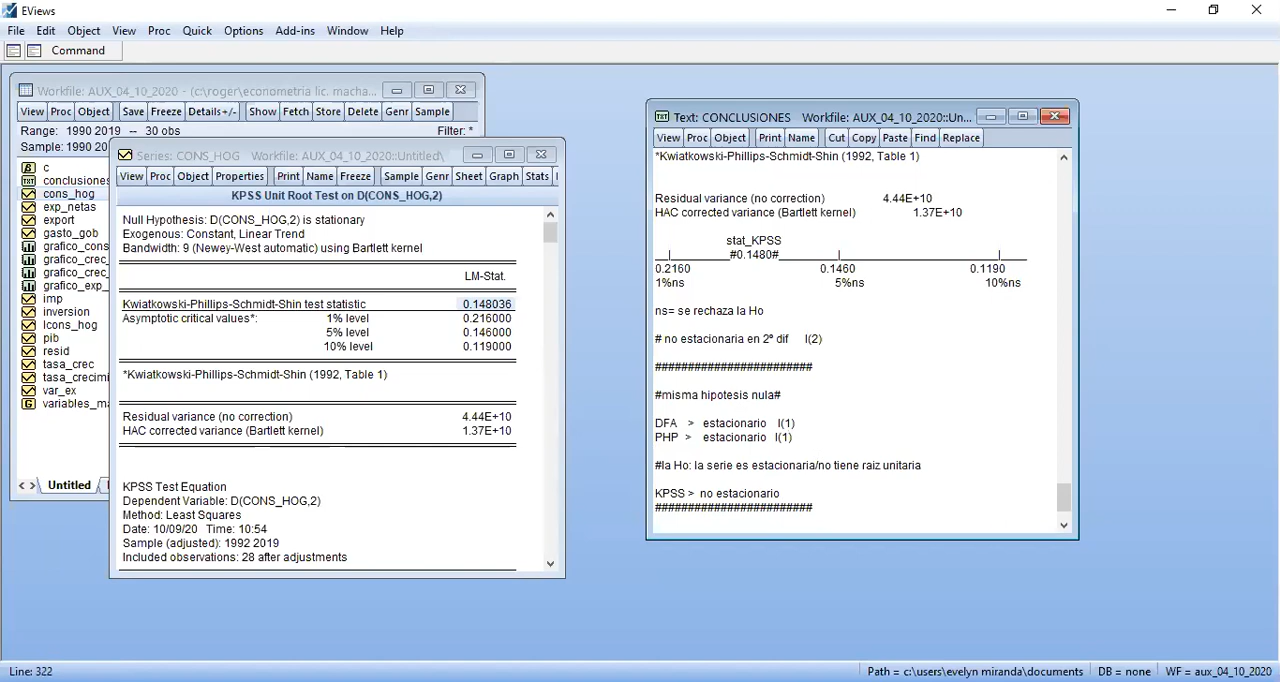 EViews
File Edit Object View Proc Quick Options Add-ins Window Help
Command
Workfile: AUX_04_10_2020 - (c:\roger\econometria lic. macha...
View Proc Object Save Freeze Details+/- Show Fetch Store Delete Genr Sample
Range: 1990 2019 -- 30 obs Filter: *
Sample: 1990 20
c
conclusiones
cons_hog
exp_netas
export
gasto_gob
grafico_cons
grafico_crec_
grafico_crec_
grafico_exp_
imp
inversion
lcons_hog
pib
resid
tasa_crec
tasa_crecimi
var_ex
variables_ma
Untitled
Series: CONS_HOG Workfile: AUX_04_10_2020::Untitled\
View Proc Object Properties Print Name Freeze Sample Genr Sheet Graph Stats
KPSS Unit Root Test on D(CONS_HOG,2)
Null Hypothesis: D(CONS_HOG,2) is stationary
Exogenous: Constant, Linear Trend
Bandwidth: 9 (Newey-West automatic) using Bartlett kernel
LM-Stat.
Kwiatkowski-Phillips-Schmidt-Shin test statistic 0.148036
Asymptotic critical values*: 1% level 0.216000
5% level 0.146000
10% level 0.119000
*Kwiatkowski-Phillips-Schmidt-Shin (1992, Table 1)
Residual variance (no correction) 4.44E+10
HAC corrected variance (Bartlett kernel) 1.37E+10
KPSS Test Equation
Dependent Variable: D(CONS_HOG,2)
Method: Least Squares
Date: 10/09/20 Time: 10:54
Sample (adjusted): 1992 2019
Included observations: 28 after adjustments
Text: CONCLUSIONES Workfile: AUX_04_10_2020::Un...
View Proc Object Print Name Cut Copy Paste Find Replace
*Kwiatkowski-Phillips-Schmidt-Shin (1992, Table 1)
Residual variance (no correction) 4.44E+10
HAC corrected variance (Bartlett kernel) 1.37E+10
stat_KPSS
|__________#0.1480#__________|____________________|____
0.2160 0.1460 0.1190
1%ns 5%ns 10%ns
ns= se rechaza la Ho
# no estacionaria en 2ª dif I(2)
########################
#misma hipotesis nula#
DFA > estacionario I(1)
PHP > estacionario I(1)
#la Ho: la serie es estacionaria/no tiene raiz unitaria
KPSS > no estacionario
########################
Line: 322
Path = c:\users\evelyn miranda\documents DB = none WF = aux_04_10_2020